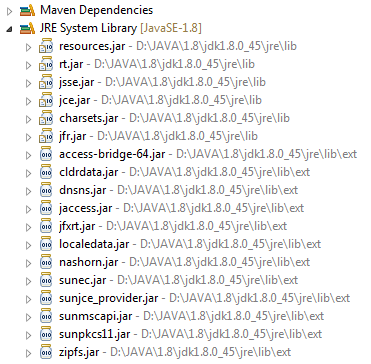 Maven Dependencies
JRE System Library [JavaSE-1.8]
resources.jar - D:\JAVA\1.8\jdk1.8.0_45\jre\lib
rt.jar - D:\JAVA\1.8\jdk1.8.0_45\jre\lib
jsse.jar - D:\JAVA\1.8\jdk1.8.0_45\jre\lib
jce.jar - D:\JAVA\1.8\jdk1.8.0_45\jre\lib
charsets.jar - D:\JAVA\1.8\jdk1.8.0_45\jre\lib
jfr.jar - D:\JAVA\1.8\jdk1.8.0_45\jre\lib
access-bridge-64.jar - D:\JAVA\1.8\jdk1.8.0_45\jre\lib\ext
cldrdata.jar - D:\JAVA\1.8\jdk1.8.0_45\jre\lib\ext
dnsns.jar - D:\JAVA\1.8\jdk1.8.0_45\jre\lib\ext
jaccess.jar - D:\JAVA\1.8\jdk1.8.0_45\jre\lib\ext
jfxrt.jar - D:\JAVA\1.8\jdk1.8.0_45\jre\lib\ext
localedata.jar - D:\JAVA\1.8\jdk1.8.0_45\jre\lib\ext
nashorn.jar - D:\JAVA\1.8\jdk1.8.0_45\jre\lib\ext
sunec.jar - D:\JAVA\1.8\jdk1.8.0_45\jre\lib\ext
sunjce_provider.jar - D:\JAVA\1.8\jdk1.8.0_45\jre\lib\ext
sunmscapi.jar - D:\JAVA\1.8\jdk1.8.0_45\jre\lib\ext
sunpkcs11.jar - D:\JAVA\1.8\jdk1.8.0_45\jre\lib\ext
zipfs.jar - D:\JAVA\1.8\jdk1.8.0_45\jre\lib\ext